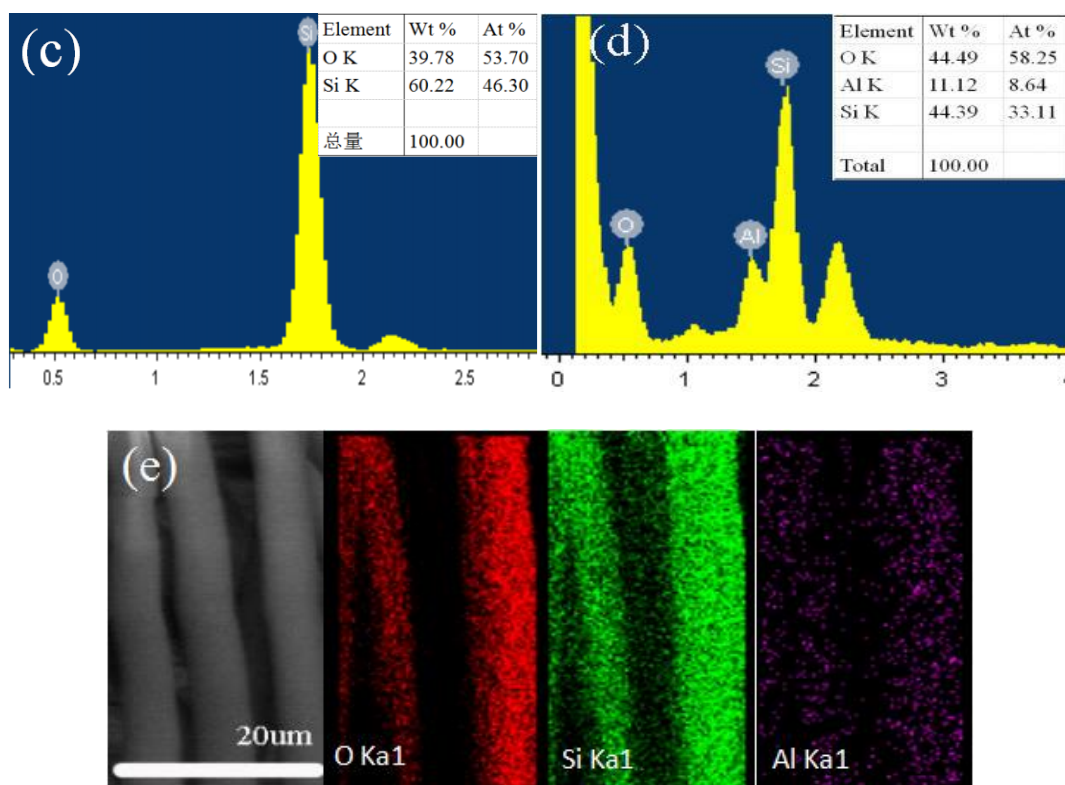 (c)
Si
O
Element Wt % At %
O K 39.78 53.70
Si K 60.22 46.30
总量 100.00
0.5 1 1.5 2 2.5
(d)
Si
O
Al
Element Wt % At %
O K 44.49 58.25
Al K 11.12 8.64
Si K 44.39 33.11
Total 100.00
0 1 2 3 4
(e)
20um
O Ka1
Si Ka1
Al Ka1